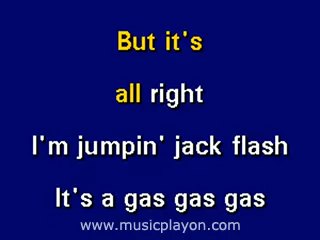 But it's
all right
I'm jumpin' jack flash
It's a gas gas gas
www.musicplayon.com